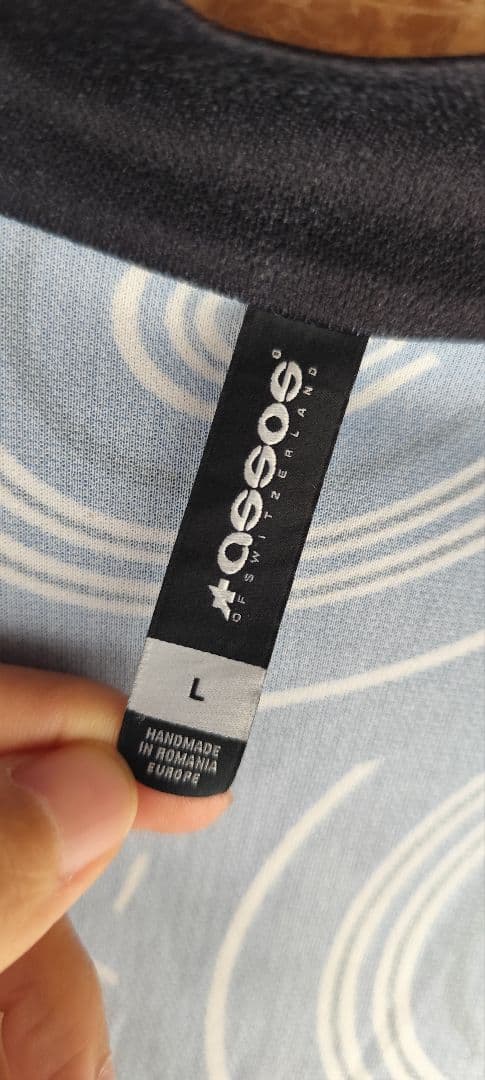 assos®
OF SWITZERLAND
L
HANDMADE
IN ROMANIA
EUROPE